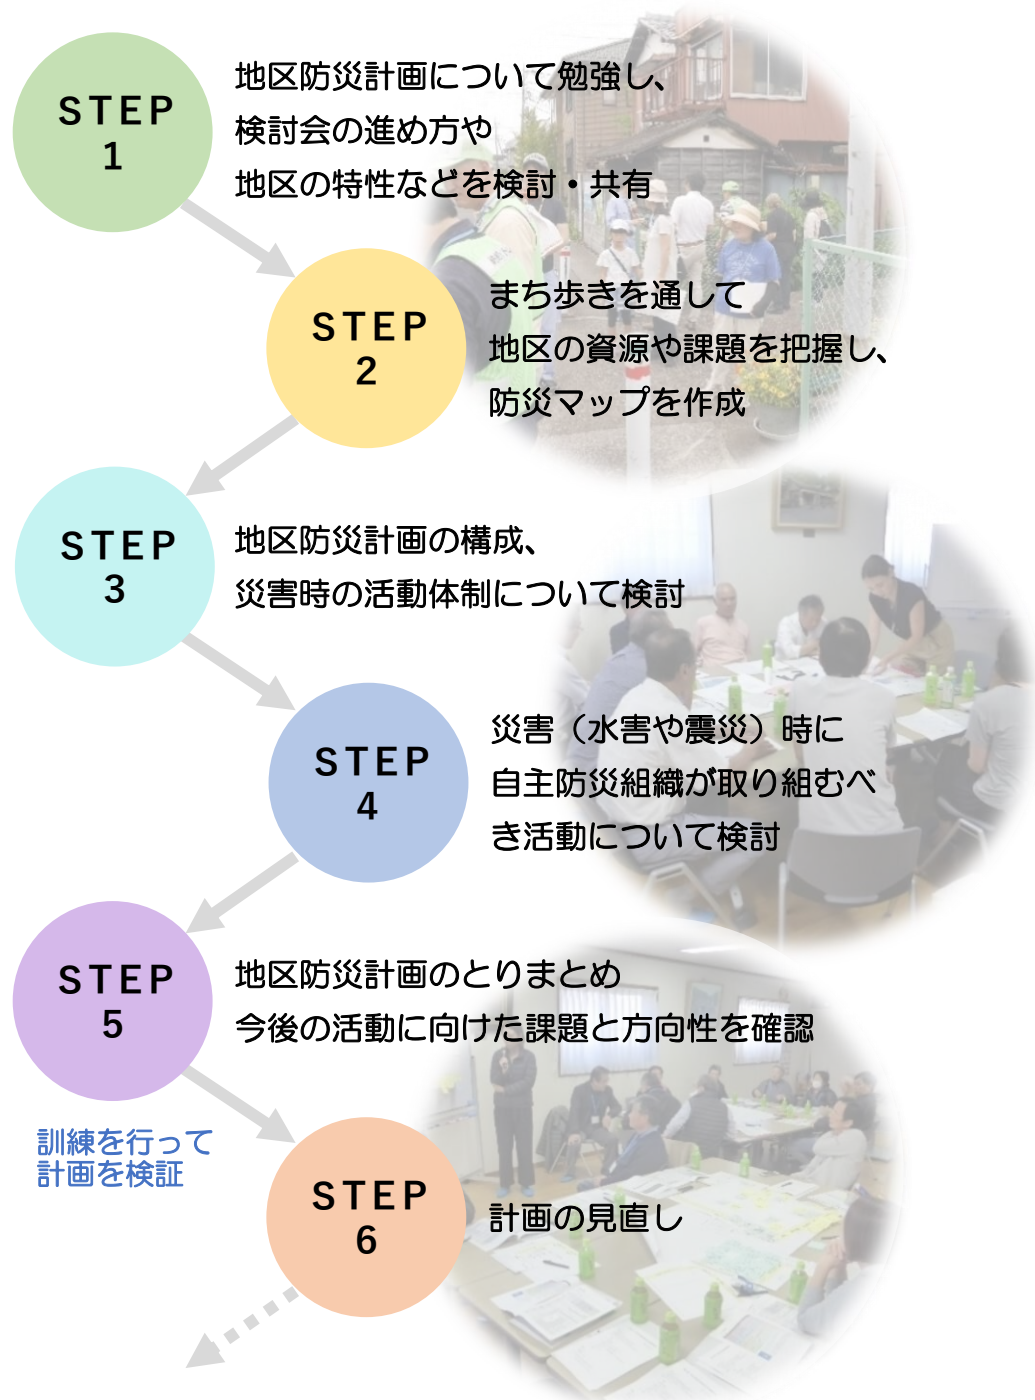 STEP
1
地区防災計画について勉強し、
検討会の進め方や
地区の特性などを検討・共有
STEP
2
まち歩きを通して
地区の資源や課題を把握し、
防災マップを作成
STEP
3
地区防災計画の構成、
災害時の活動体制について検討
STEP
4
災害（水害や震災）時に
自主防災組織が取り組むべ
き活動について検討
STEP
5
地区防災計画のとりまとめ
今後の活動に向けた課題と方向性を確認
訓練を行って
計画を検証
STEP
6
計画の見直し